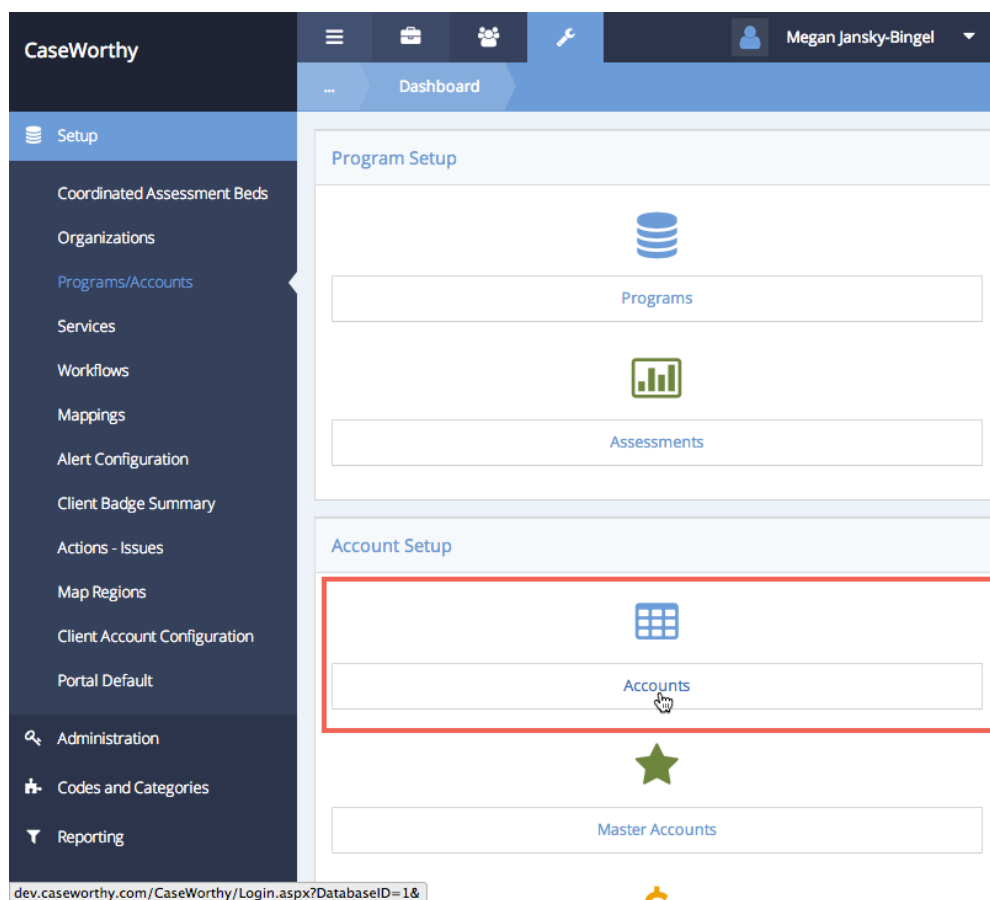 CaseWorthy
Megan Jansky-Bingel
... Dashboard
Setup
Coordinated Assessment Beds
Organizations
Programs/Accounts
Services
Workflows
Mappings
Alert Configuration
Client Badge Summary
Actions - Issues
Map Regions
Client Account Configuration
Portal Default
Administration
Codes and Categories
Reporting
Program Setup
Programs
Assessments
Account Setup
Accounts
Master Accounts
dev.caseworthy.com/CaseWorthy/Login.aspx?DatabaseID=1&